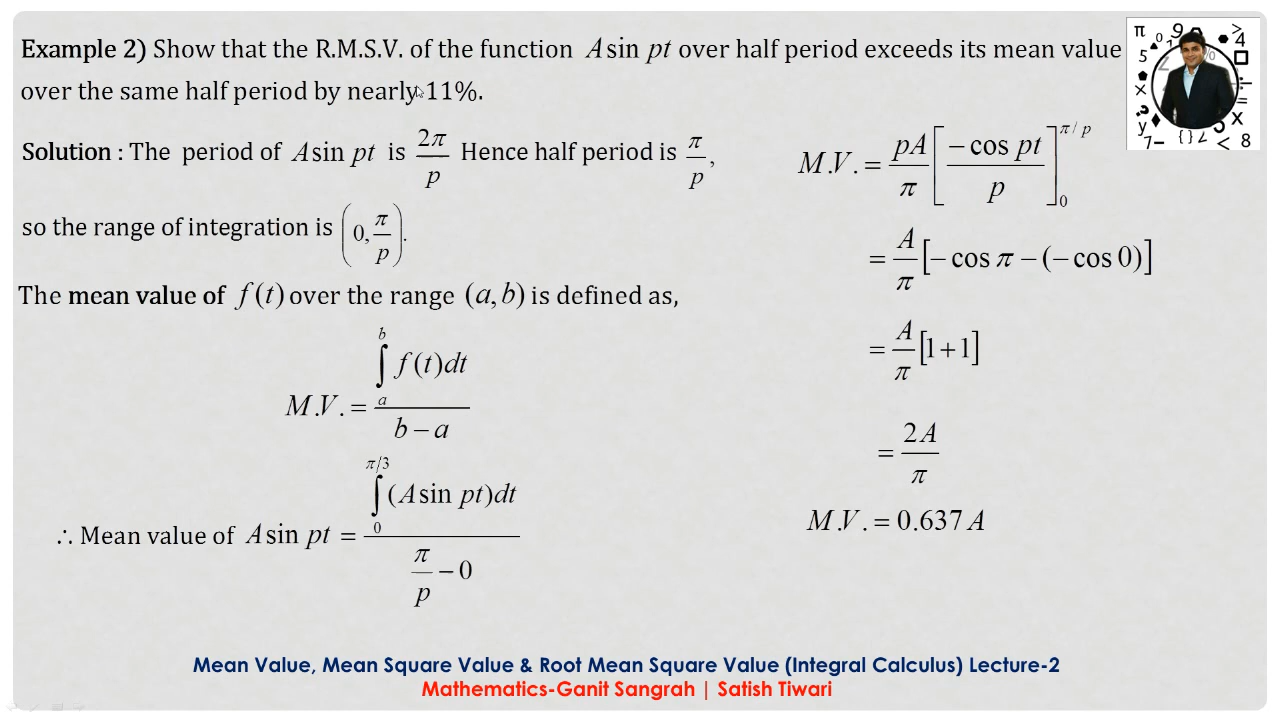 Example 2) Show that the R.M.S.V. of the function A sin pt over half period exceeds its mean value
over the same half period by nearly 11%.
Solution : The period of A sin pt is 2π/p Hence half period is π/p,
so the range of integration is (0, π/p).
The mean value of f(t) over the range (a, b) is defined as,
M.V. = ∫_a^b f(t)dt / (b − a)
∴ Mean value of A sin pt = ∫_0^{π/3} (A sin pt)dt / (π/p − 0)
M.V. = pA/π [−cos pt / p]_0^{π/p}
= A/π [− cos π − (− cos 0)]
= A/π [1 + 1]
= 2A/π
M.V. = 0.637 A
Mean Value, Mean Square Value & Root Mean Square Value (Integral Calculus) Lecture-2
Mathematics-Ganit Sangrah | Satish Tiwari